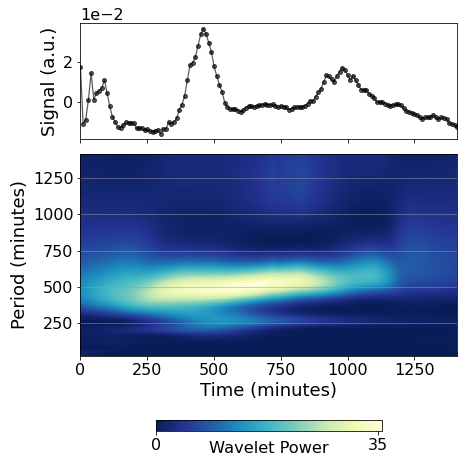 1e−2
Signal (a.u.)
2
0
Period (minutes)
1250
1000
750
500
250
0 250 500 750 1000 1250
Time (minutes)
0 35
Wavelet Power